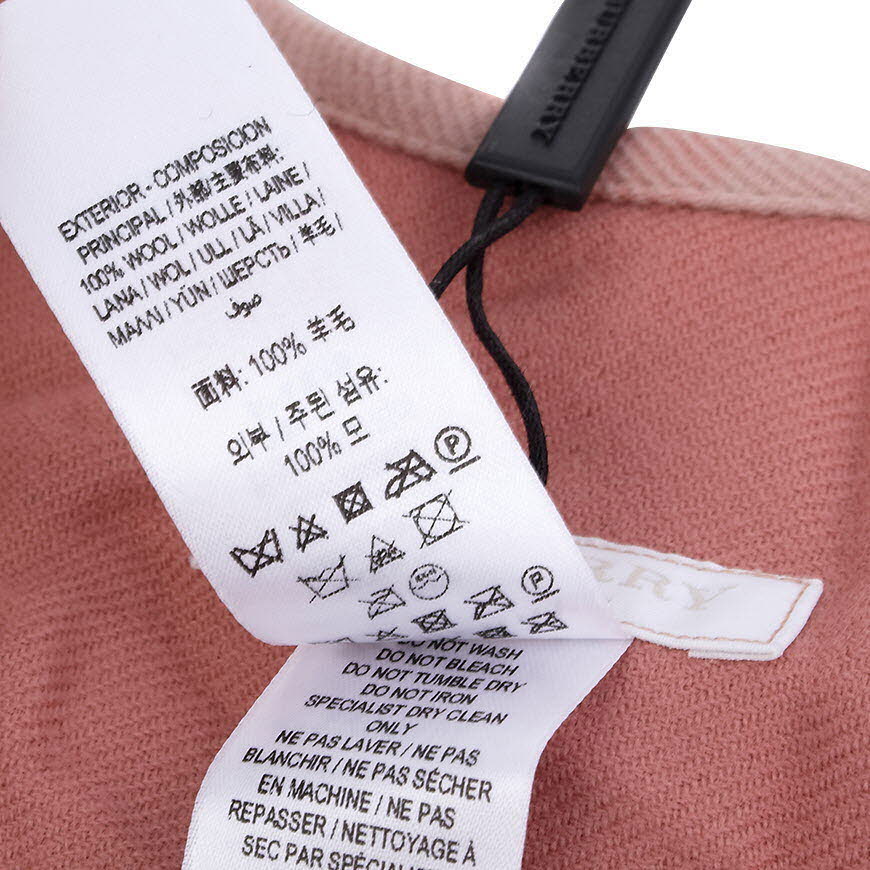 BURBERRY
EXTERIOR - COMPOSICION
PRINCIPAL / 外部/主要布料:
100% WOOL / WOLLE / LAINE /
LANA / WOL / ULL / LÃ / VILLA /
ΜΑΛΛΙ / YÜN / ШЕРСТЬ / 羊毛 /
صوف
面料: 100% 羊毛
외부 / 주된 섬유:
100% 모
P
RRY
DO NOT WASH
DO NOT BLEACH
DO NOT TUMBLE DRY
DO NOT IRON
SPECIALIST DRY CLEAN
ONLY
NE PAS LAVER / NE PAS
BLANCHIR / NE PAS SÉCHER
EN MACHINE / NE PAS
REPASSER / NETTOYAGE À
SEC PAR SPÉCIAL